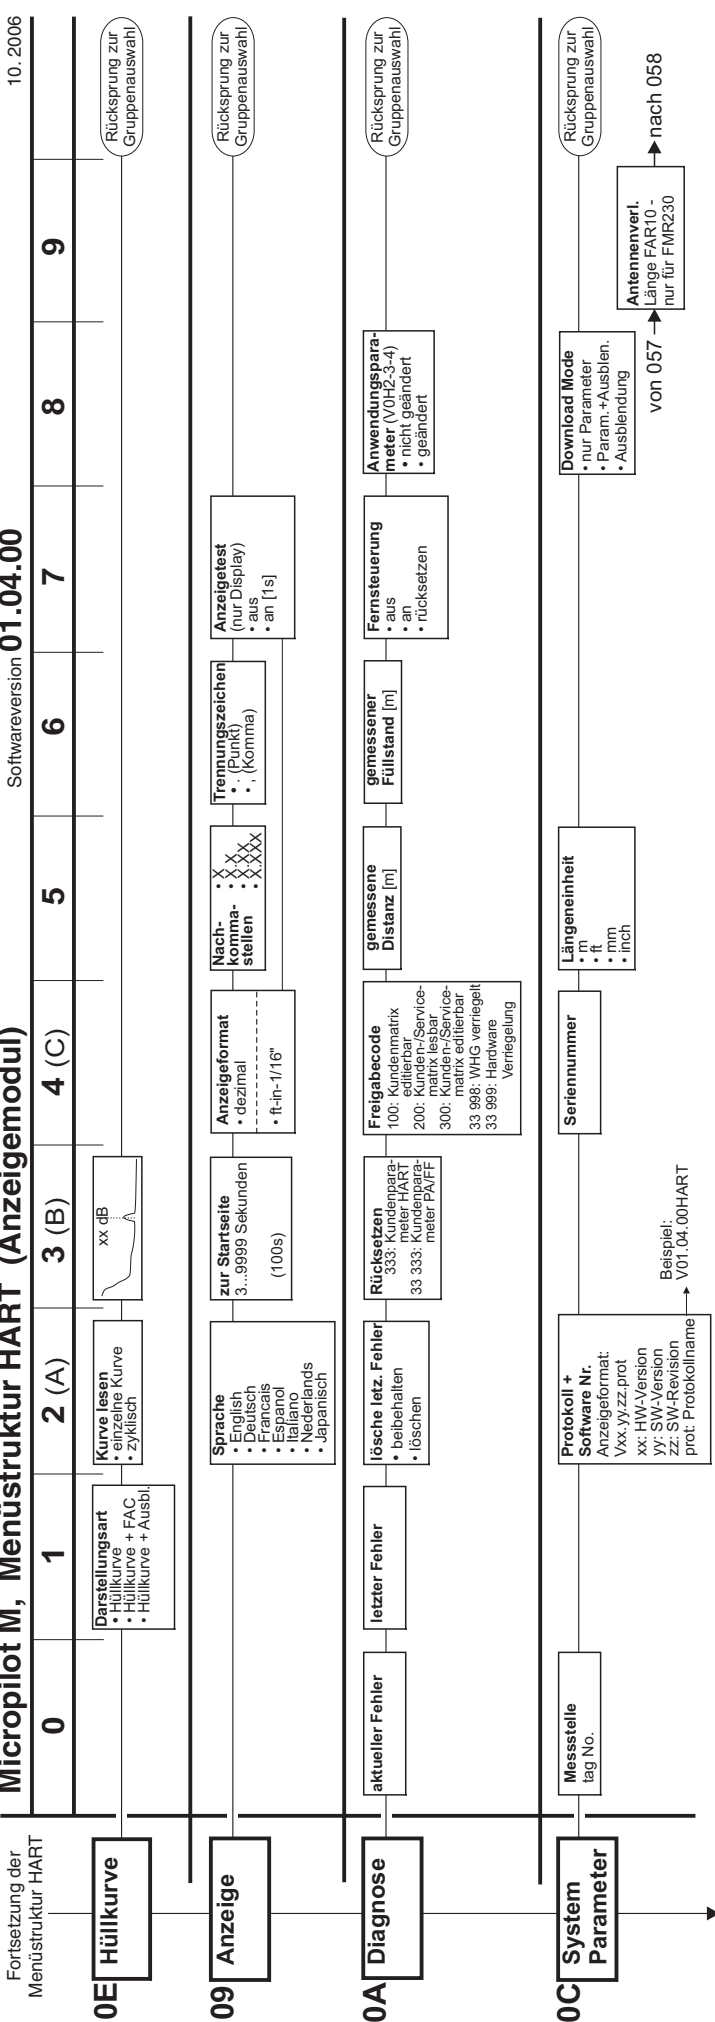 Fortsetzung der
Menüstruktur HART
Micropilot M, Menüstruktur HART (Anzeigemodul)
Softwareversion 01.04.00
10. 2006
0
1
2 (A)
3 (B)
4 (C)
5
6
7
8
9
0E
Hüllkurve
Darstellungsart
• Hüllkurve
• Hüllkurve + FAC
• Hüllkurve + Ausbl.
Kurve lesen
• einzelne Kurve
• zyklisch
xx dB
Rücksprung zur
Gruppenauswahl
09
Anzeige
Sprache
• English
• Deutsch
• Francais
• Espanol
• Italiano
• Nederlands
• Japanisch
zur Startseite
3...9999 Sekunden
(100s)
Anzeigeformat
• dezimal
• ft-in-1/16"
Nach-
komma-
stellen
• X
• X.X
• X.XX
• X.XXX
Trennungszeichen
• . (Punkt)
• , (Komma)
Anzeigetest
(nur Display)
• aus
• an [1s]
Rücksprung zur
Gruppenauswahl
0A
Diagnose
aktueller Fehler
letzter Fehler
lösche letz. Fehler
• beibehalten
• löschen
Rücksetzen
333: Kundenpara-
meter HART
33 333: Kundenpara-
meter PA/FF
Freigabecode
100: Kundenmatrix
editierbar
200: Kunden-/Service-
matrix lesbar
300: Kunden-/Service-
matrix editierbar
33 998: WHG verriegelt
33 999: Hardware
Verriegelung
gemessene
Distanz [m]
gemessener
Füllstand [m]
Fernsteuerung
• aus
• an
• rücksetzen
Anwendungspara-
meter (V0H2-3-4)
• nicht geändert
• geändert
Rücksprung zur
Gruppenauswahl
0C
System
Parameter
Messstelle
tag No.
Protokoll +
Software Nr.
Anzeigeformat:
Vxx.yy.zz.prot
xx: HW-Version
yy: SW-Version
zz: SW-Revision
prot: Protokollname
Beispiel:
V01.04.00HART
Seriennummer
Längeneinheit
• m
• ft
• mm
• inch
Download Mode
• nur Parameter
• Param.+Ausblen.
• Ausblendung
Rücksprung zur
Gruppenauswahl
von 057
Antennenverl.
Länge FAR10 -
nur für FMR230
nach 058